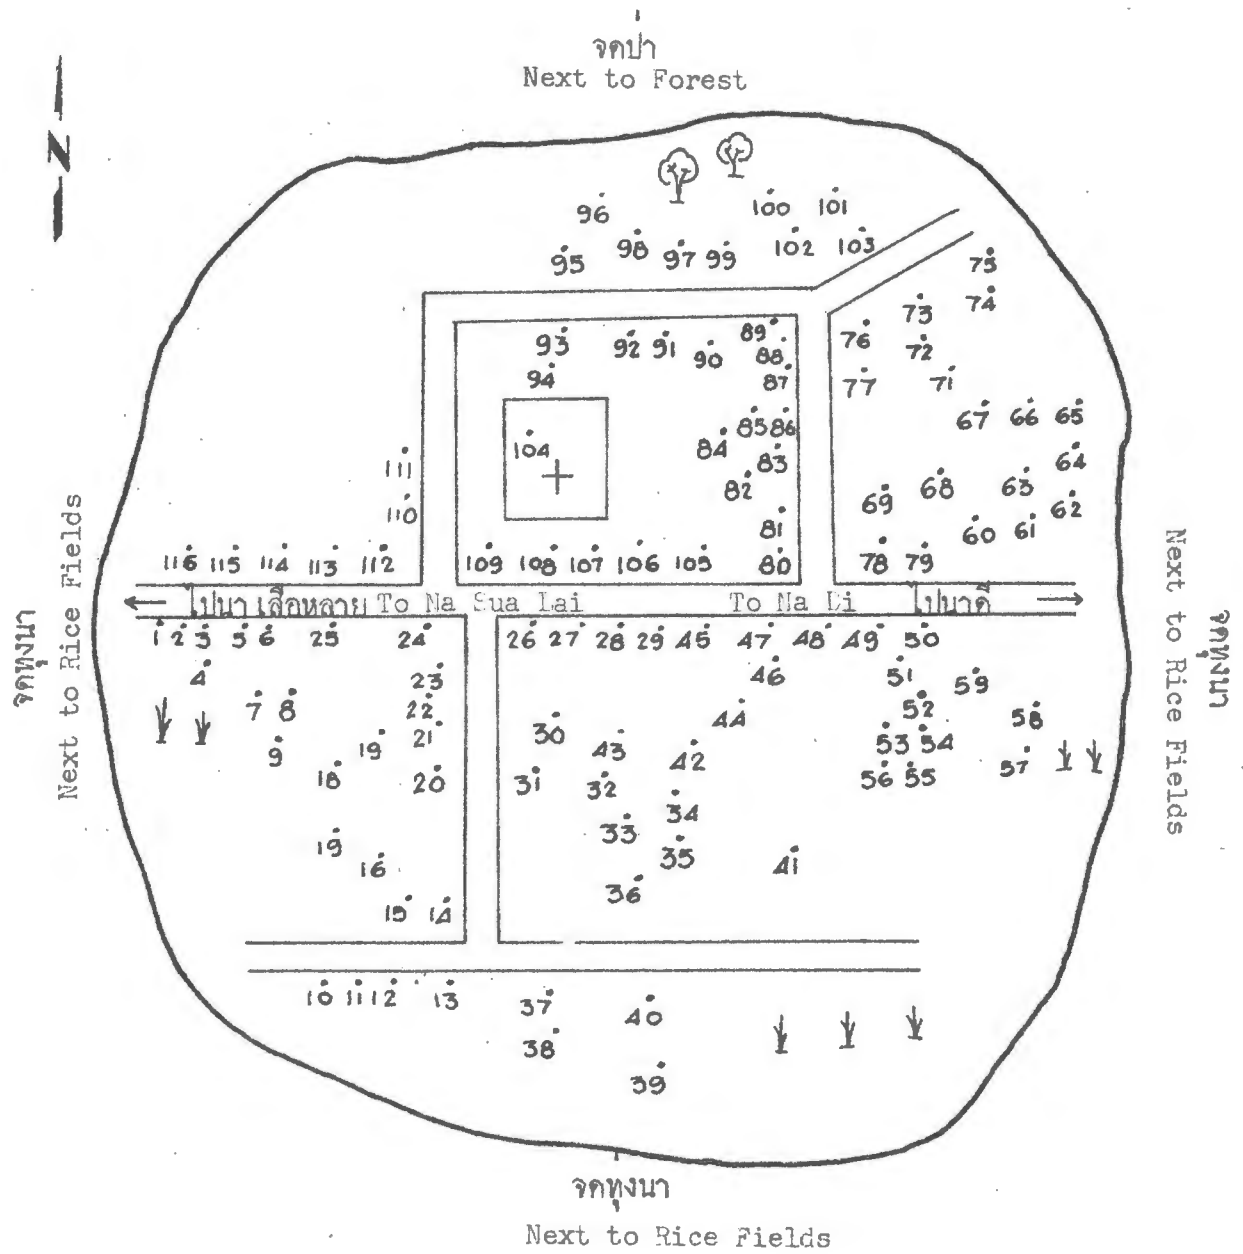 จดป่า
Next to Forest
N
96 100 101
95 98 97 99 102 103
75
73 74
93 92 91 90 89 88 76 72
94 87 77 71
85 86 67 66 65
104 84 83 64
111 82 69 68 63 62
110 81 60 61
116 115 114 113 112 109 108 107 106 105 80 78 79
ไปนาเสือหลาย To Na Sua Lai To Na Di ไปนาดี
1 2 3 5 6 25 24 26 27 28 29 45 47 48 49 50
4 23 46 51 59
7 8 22 44 52 58
9 19 21 30 43 42 53 54 57
18 20 31 32 56 55
34
19 33
16 35 41
15 14 36
10 11 12 13 37 40
38
39
จดทุงนา
Next to Rice Fields
จดทุงนา
Next to Rice Fields
จดทุงนา
Next to Rice Fields